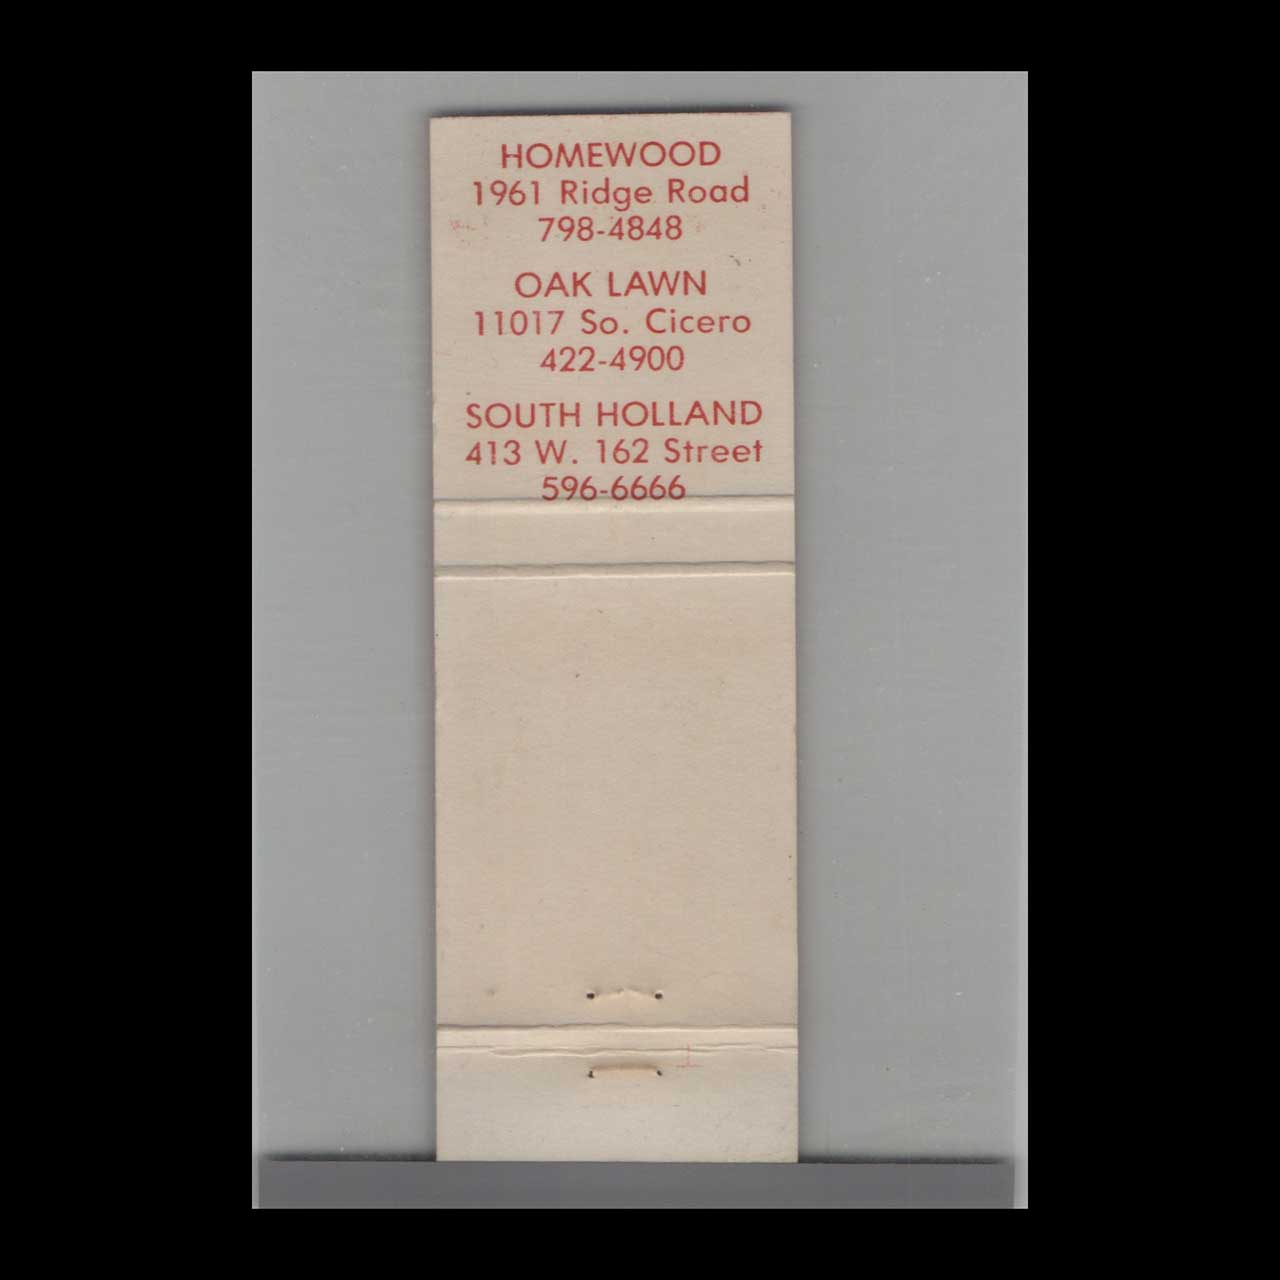 HOMEWOOD
1961 Ridge Road
798-4848
OAK LAWN
11017 So. Cicero
422-4900
SOUTH HOLLAND
413 W. 162 Street
596-6666